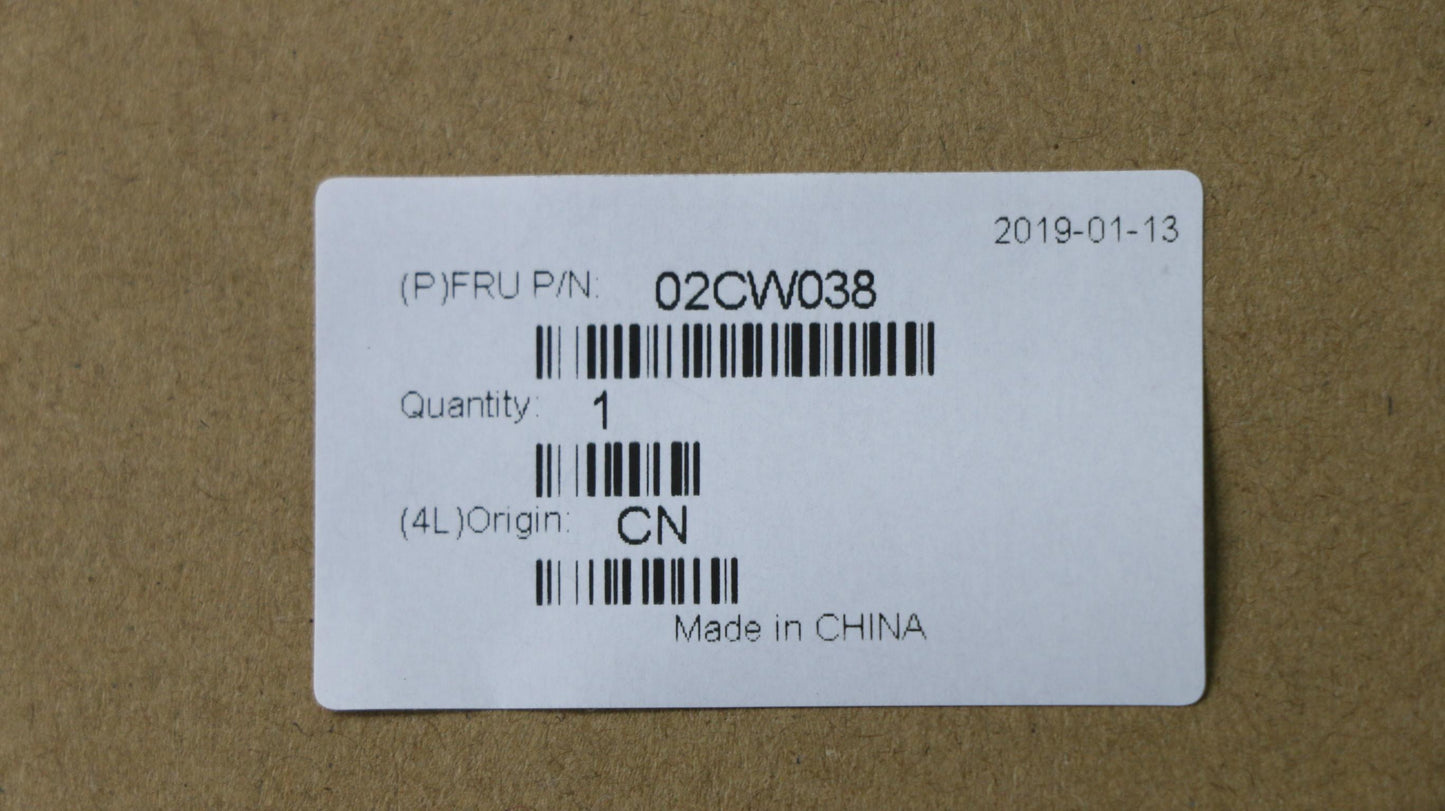 2019-01-13
(P)FRU P/N: 02CW038
Quantity: 1
(4L)Origin: CN
Made in CHINA